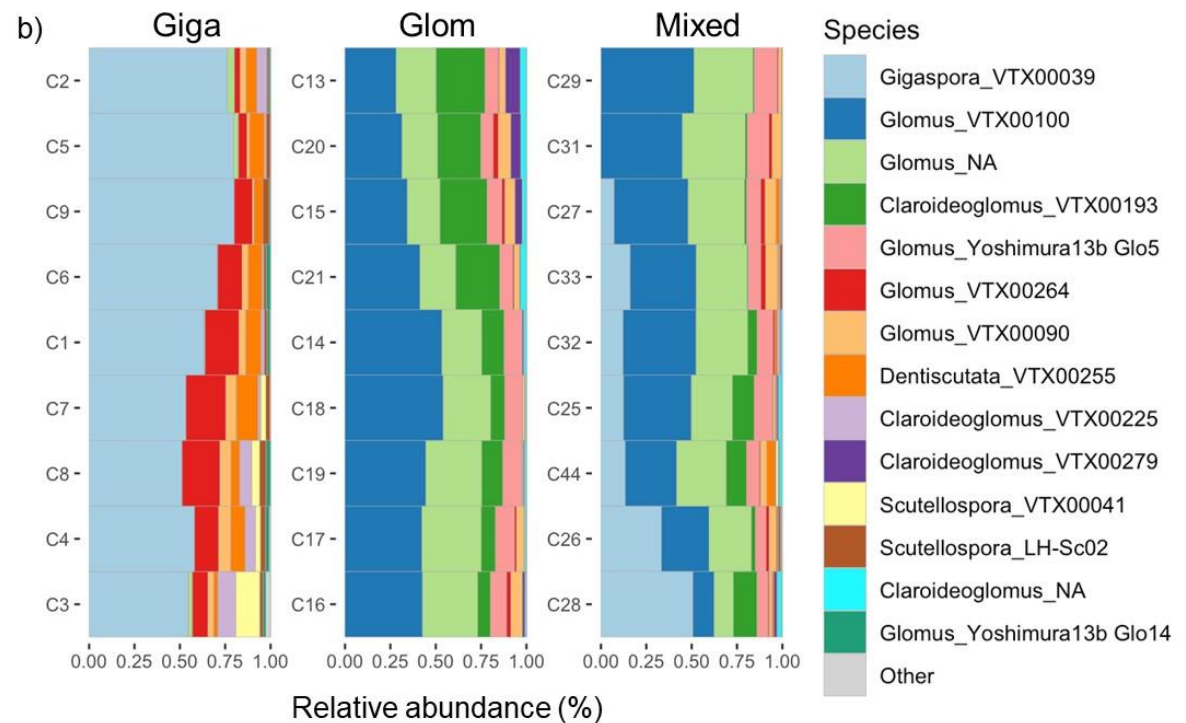 b)
Giga
Glom
Mixed
C2
C5
C9
C6
C1
C7
C8
C4
C3
0.00 0.25 0.50 0.75 1.00
C13
C20
C15
C21
C14
C18
C19
C17
C16
0.00 0.25 0.50 0.75 1.00
C29
C31
C27
C33
C32
C25
C44
C26
C28
0.00 0.25 0.50 0.75 1.00
Relative abundance (%)
Species
Gigaspora_VTX00039
Glomus_VTX00100
Glomus_NA
Claroideoglomus_VTX00193
Glomus_Yoshimura13b Glo5
Glomus_VTX00264
Glomus_VTX00090
Dentiscutata_VTX00255
Claroideoglomus_VTX00225
Claroideoglomus_VTX00279
Scutellospora_VTX00041
Scutellospora_LH-Sc02
Claroideoglomus_NA
Glomus_Yoshimura13b Glo14
Other